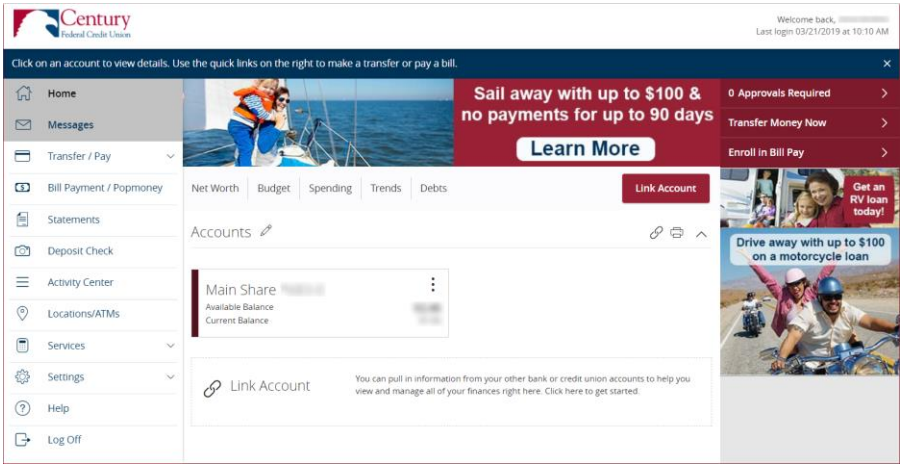 Century
Federal Credit Union
Welcome back,
Last login 03/21/2019 at 10:10 AM
Click on an account to view details. Use the quick links on the right to make a transfer or pay a bill.
Home
Messages
Transfer / Pay
Bill Payment / Popmoney
Statements
Deposit Check
Activity Center
Locations/ATMs
Services
Settings
Help
Log Off
Sail away with up to $100 &
no payments for up to 90 days
Learn More
Net Worth Budget Spending Trends Debts
Link Account
Accounts
Main Share
Available Balance
Current Balance
Link Account
You can pull in information from your other bank or credit union accounts to help you
view and manage all of your finances right here. Click here to get started.
0 Approvals Required
Transfer Money Now
Enroll in Bill Pay
Get an
RV loan
today!
Drive away with up to $100
on a motorcycle loan